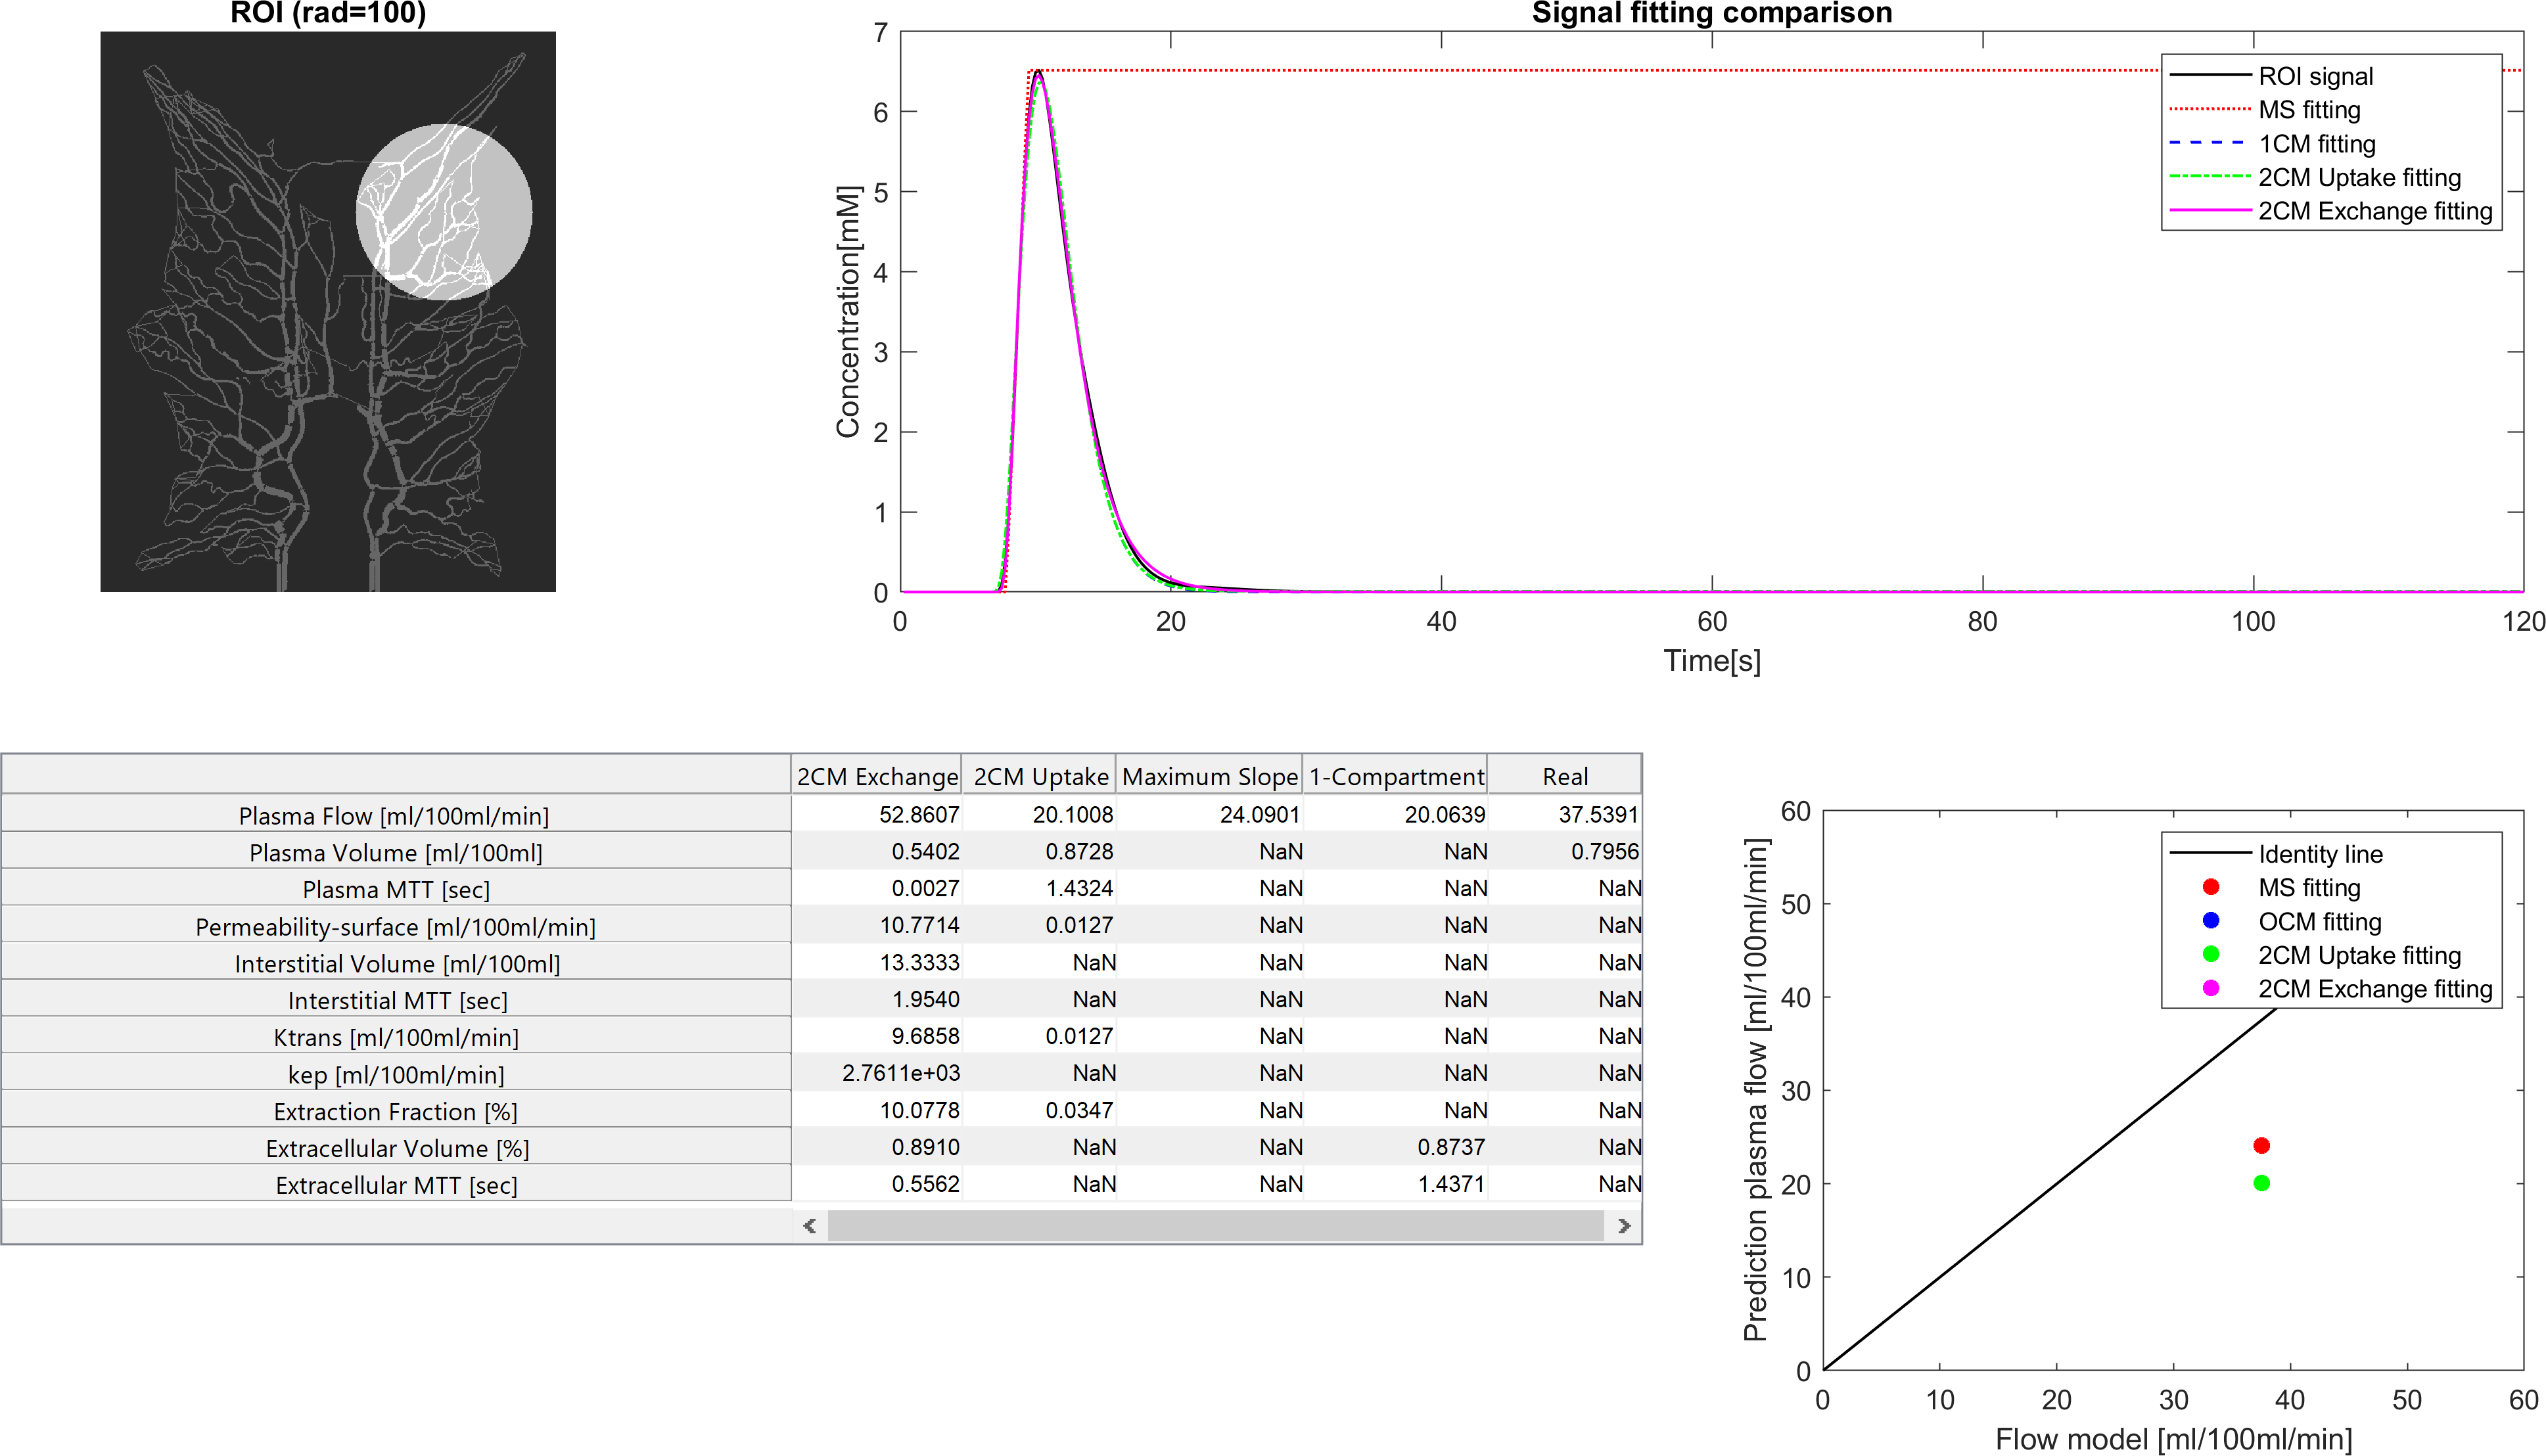 ROI (rad=100)
Signal fitting comparison
7
6
5
4
3
2
1
0
Concentration[mM]
0 20 40 60 80 100 120
Time[s]
ROI signal
MS fitting
1CM fitting
2CM Uptake fitting
2CM Exchange fitting
2CM Exchange 2CM Uptake Maximum Slope 1-Compartment Real
Plasma Flow [ml/100ml/min] 52.8607 20.1008 24.0901 20.0639 37.5391
Plasma Volume [ml/100ml] 0.5402 0.8728 NaN NaN 0.7956
Plasma MTT [sec] 0.0027 1.4324 NaN NaN NaN
Permeability-surface [ml/100ml/min] 10.7714 0.0127 NaN NaN NaN
Interstitial Volume [ml/100ml] 13.3333 NaN NaN NaN NaN
Interstitial MTT [sec] 1.9540 NaN NaN NaN NaN
Ktrans [ml/100ml/min] 9.6858 0.0127 NaN NaN NaN
kep [ml/100ml/min] 2.7611e+03 NaN NaN NaN NaN
Extraction Fraction [%] 10.0778 0.0347 NaN NaN NaN
Extracellular Volume [%] 0.8910 NaN NaN 0.8737 NaN
Extracellular MTT [sec] 0.5562 NaN NaN 1.4371 NaN
60
50
40
30
20
10
0
Prediction plasma flow [ml/100ml/min]
Identity line
MS fitting
OCM fitting
2CM Uptake fitting
2CM Exchange fitting
0 10 20 30 40 50 60
Flow model [ml/100ml/min]